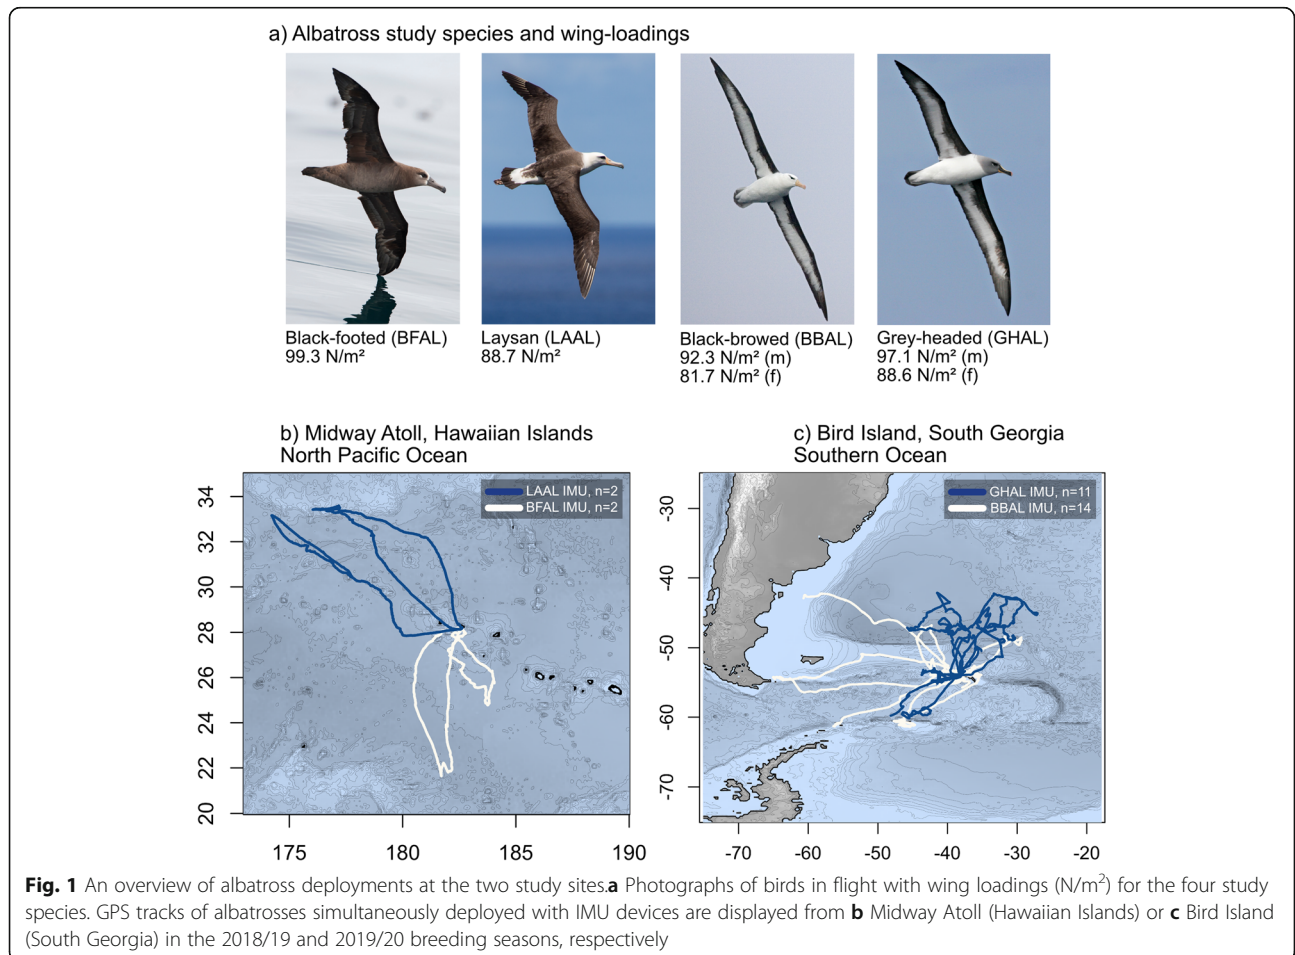 a) Albatross study species and wing-loadings
Black-footed (BFAL)
99.3 N/m²
Laysan (LAAL)
88.7 N/m²
Black-browed (BBAL)
92.3 N/m² (m)
81.7 N/m² (f)
Grey-headed (GHAL)
97.1 N/m² (m)
88.6 N/m² (f)
b) Midway Atoll, Hawaiian Islands
North Pacific Ocean
LAAL IMU, n=2
BFAL IMU, n=2
34
32
30
28
26
24
22
20
175
180
185
190
c) Bird Island, South Georgia
Southern Ocean
GHAL IMU, n=11
BBAL IMU, n=14
-30
-40
-50
-60
-70
-70
-60
-50
-40
-30
-20
Fig. 1 An overview of albatross deployments at the two study sites.a Photographs of birds in flight with wing loadings (N/m²) for the four study
species. GPS tracks of albatrosses simultaneously deployed with IMU devices are displayed from b Midway Atoll (Hawaiian Islands) or c Bird Island
(South Georgia) in the 2018/19 and 2019/20 breeding seasons, respectively